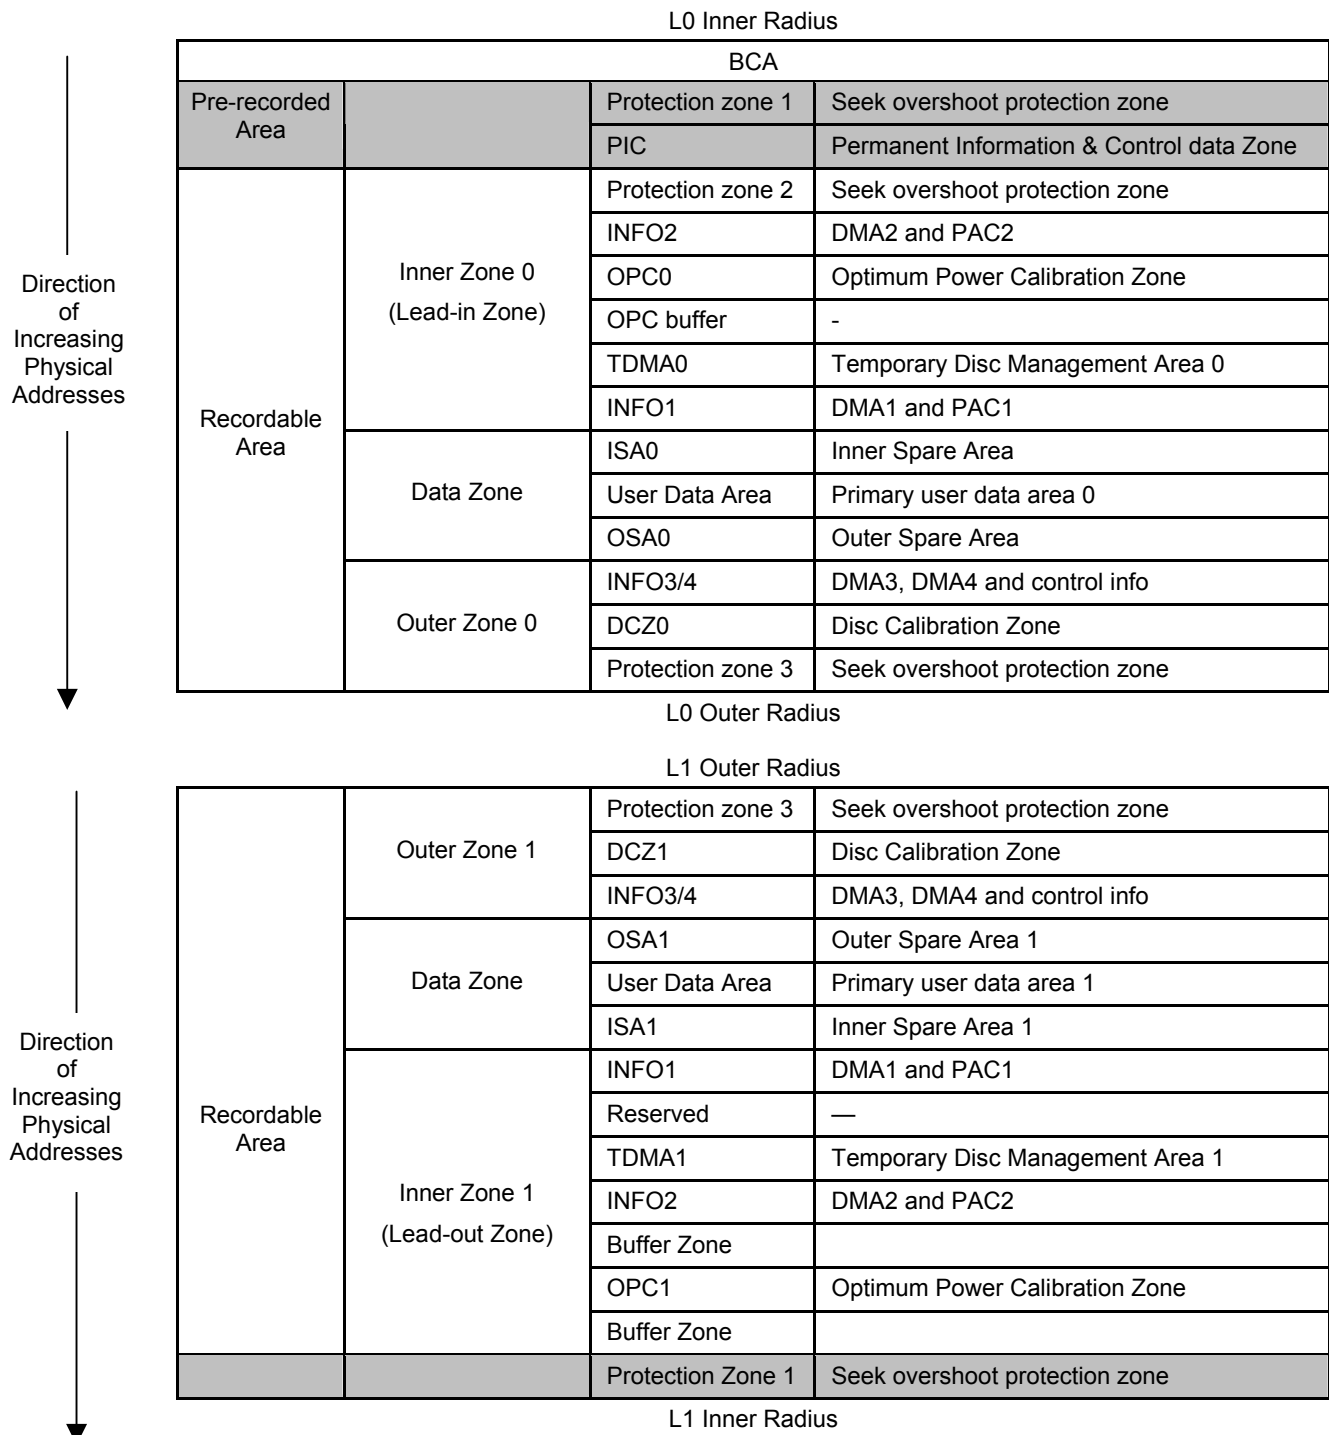 L0 Inner Radius
BCA
Pre-recorded Area
Protection zone 1 Seek overshoot protection zone
PIC Permanent Information & Control data Zone
Direction
of
Increasing
Physical
Addresses
Recordable
Area
Inner Zone 0
(Lead-in Zone)
Protection zone 2 Seek overshoot protection zone
INFO2 DMA2 and PAC2
OPC0 Optimum Power Calibration Zone
OPC buffer -
TDMA0 Temporary Disc Management Area 0
INFO1 DMA1 and PAC1
Data Zone
ISA0 Inner Spare Area
User Data Area Primary user data area 0
OSA0 Outer Spare Area
Outer Zone 0
INFO3/4 DMA3, DMA4 and control info
DCZ0 Disc Calibration Zone
Protection zone 3 Seek overshoot protection zone
L0 Outer Radius
L1 Outer Radius
Direction
of
Increasing
Physical
Addresses
Recordable
Area
Outer Zone 1
Protection zone 3 Seek overshoot protection zone
DCZ1 Disc Calibration Zone
INFO3/4 DMA3, DMA4 and control info
Data Zone
OSA1 Outer Spare Area 1
User Data Area Primary user data area 1
ISA1 Inner Spare Area 1
Inner Zone 1
(Lead-out Zone)
INFO1 DMA1 and PAC1
Reserved —
TDMA1 Temporary Disc Management Area 1
INFO2 DMA2 and PAC2
Buffer Zone
OPC1 Optimum Power Calibration Zone
Buffer Zone
Protection Zone 1 Seek overshoot protection zone
L1 Inner Radius